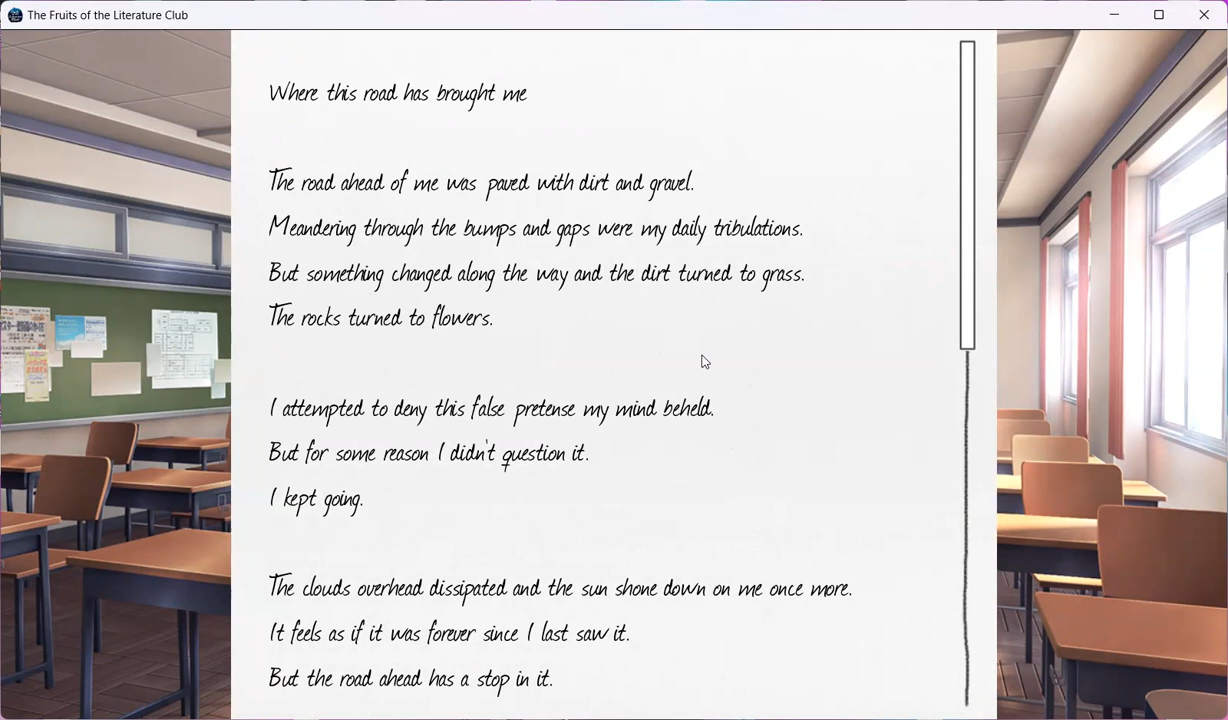 The Fruits of the Literature Club
Where this road has brought me
The road ahead of me was paved with dirt and gravel.
Meandering through the bumps and gaps were my daily tribulations.
But something changed along the way and the dirt turned to grass.
The rocks turned to flowers.
I attempted to deny this false pretense my mind beheld.
But for some reason I didn't question it.
I kept going.
The clouds overhead dissipated and the sun shone down on me once more.
It feels as if it was forever since I last saw it.
But the road ahead has a stop in it.